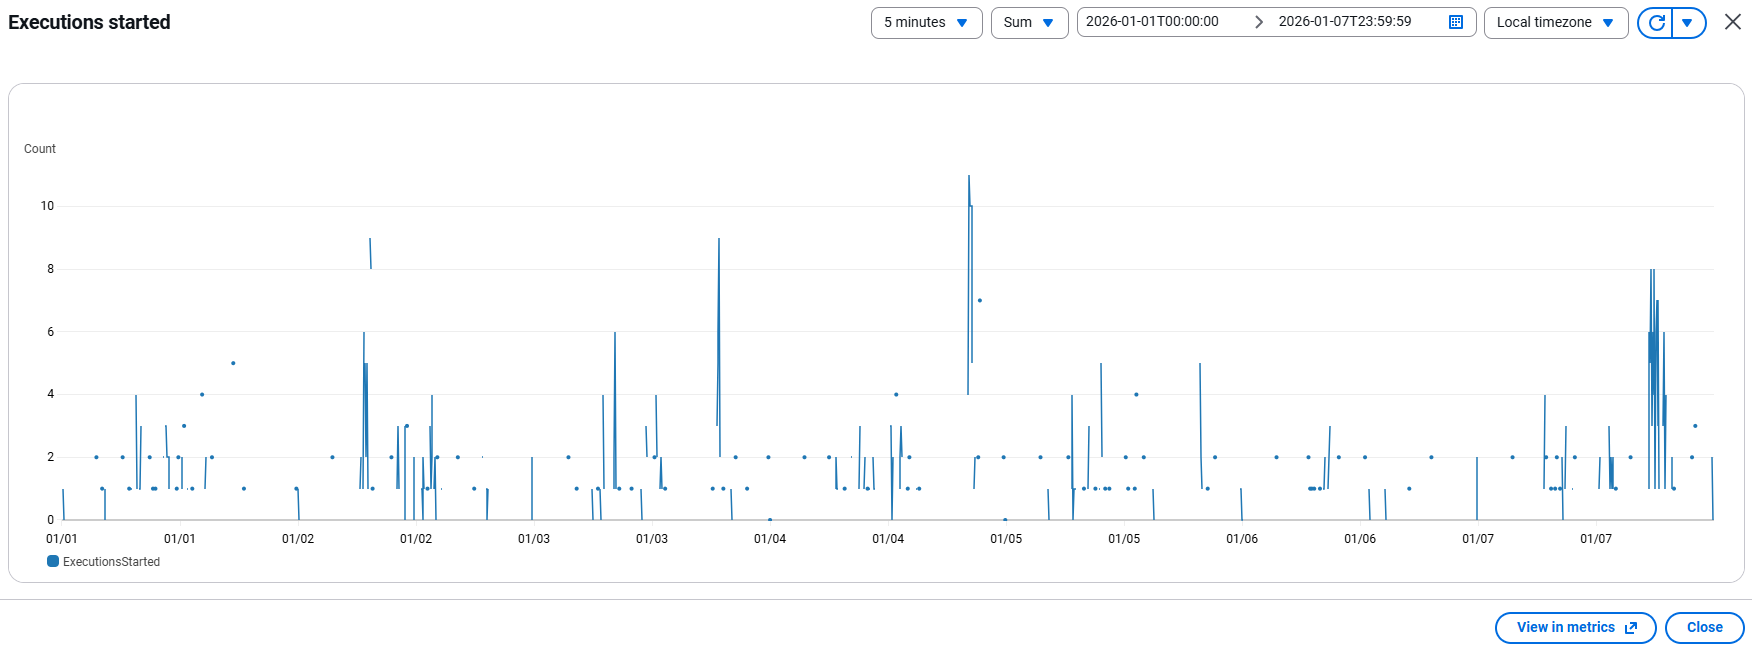 Executions started
5 minutes
Sum
2026-01-01T00:00:00
2026-01-07T23:59:59
Local timezone
Count
10
8
6
4
2
0
01/01 01/01 01/02 01/02 01/03 01/03 01/04 01/04 01/05 01/05 01/06 01/06 01/07 01/07
ExecutionsStarted
View in metrics
Close